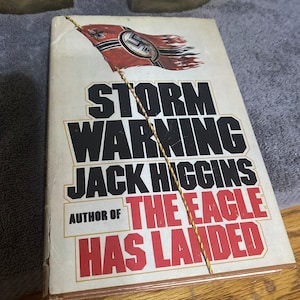 STORM
WARNING
JACK HIGGINS
AUTHOR OF THE EAGLE
HAS LANDED